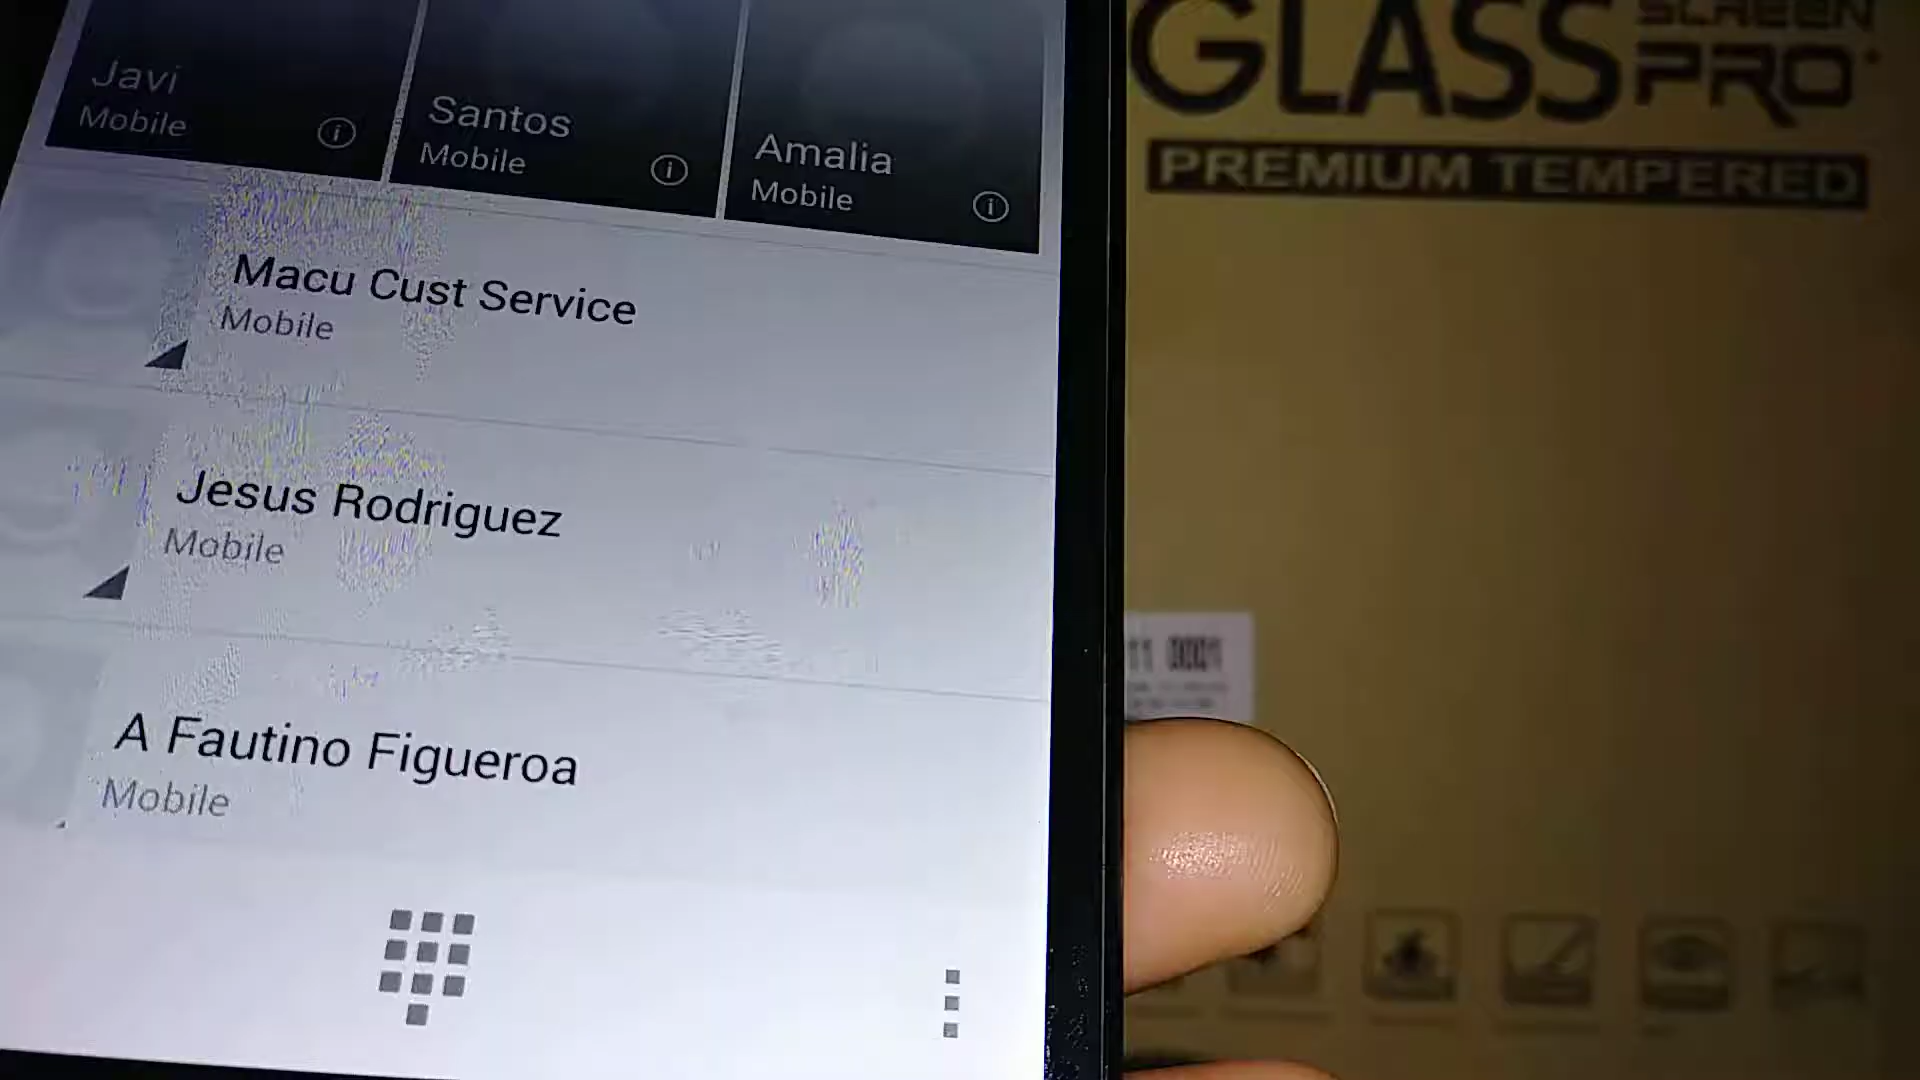 Javi
Mobile
Santos
Mobile
Amalia
Mobile
Macu Cust Service
Mobile
Jesus Rodriguez
Mobile
A Fautino Figueroa
Mobile
GLASS
SCREEN
PRO
PREMIUM TEMPERED